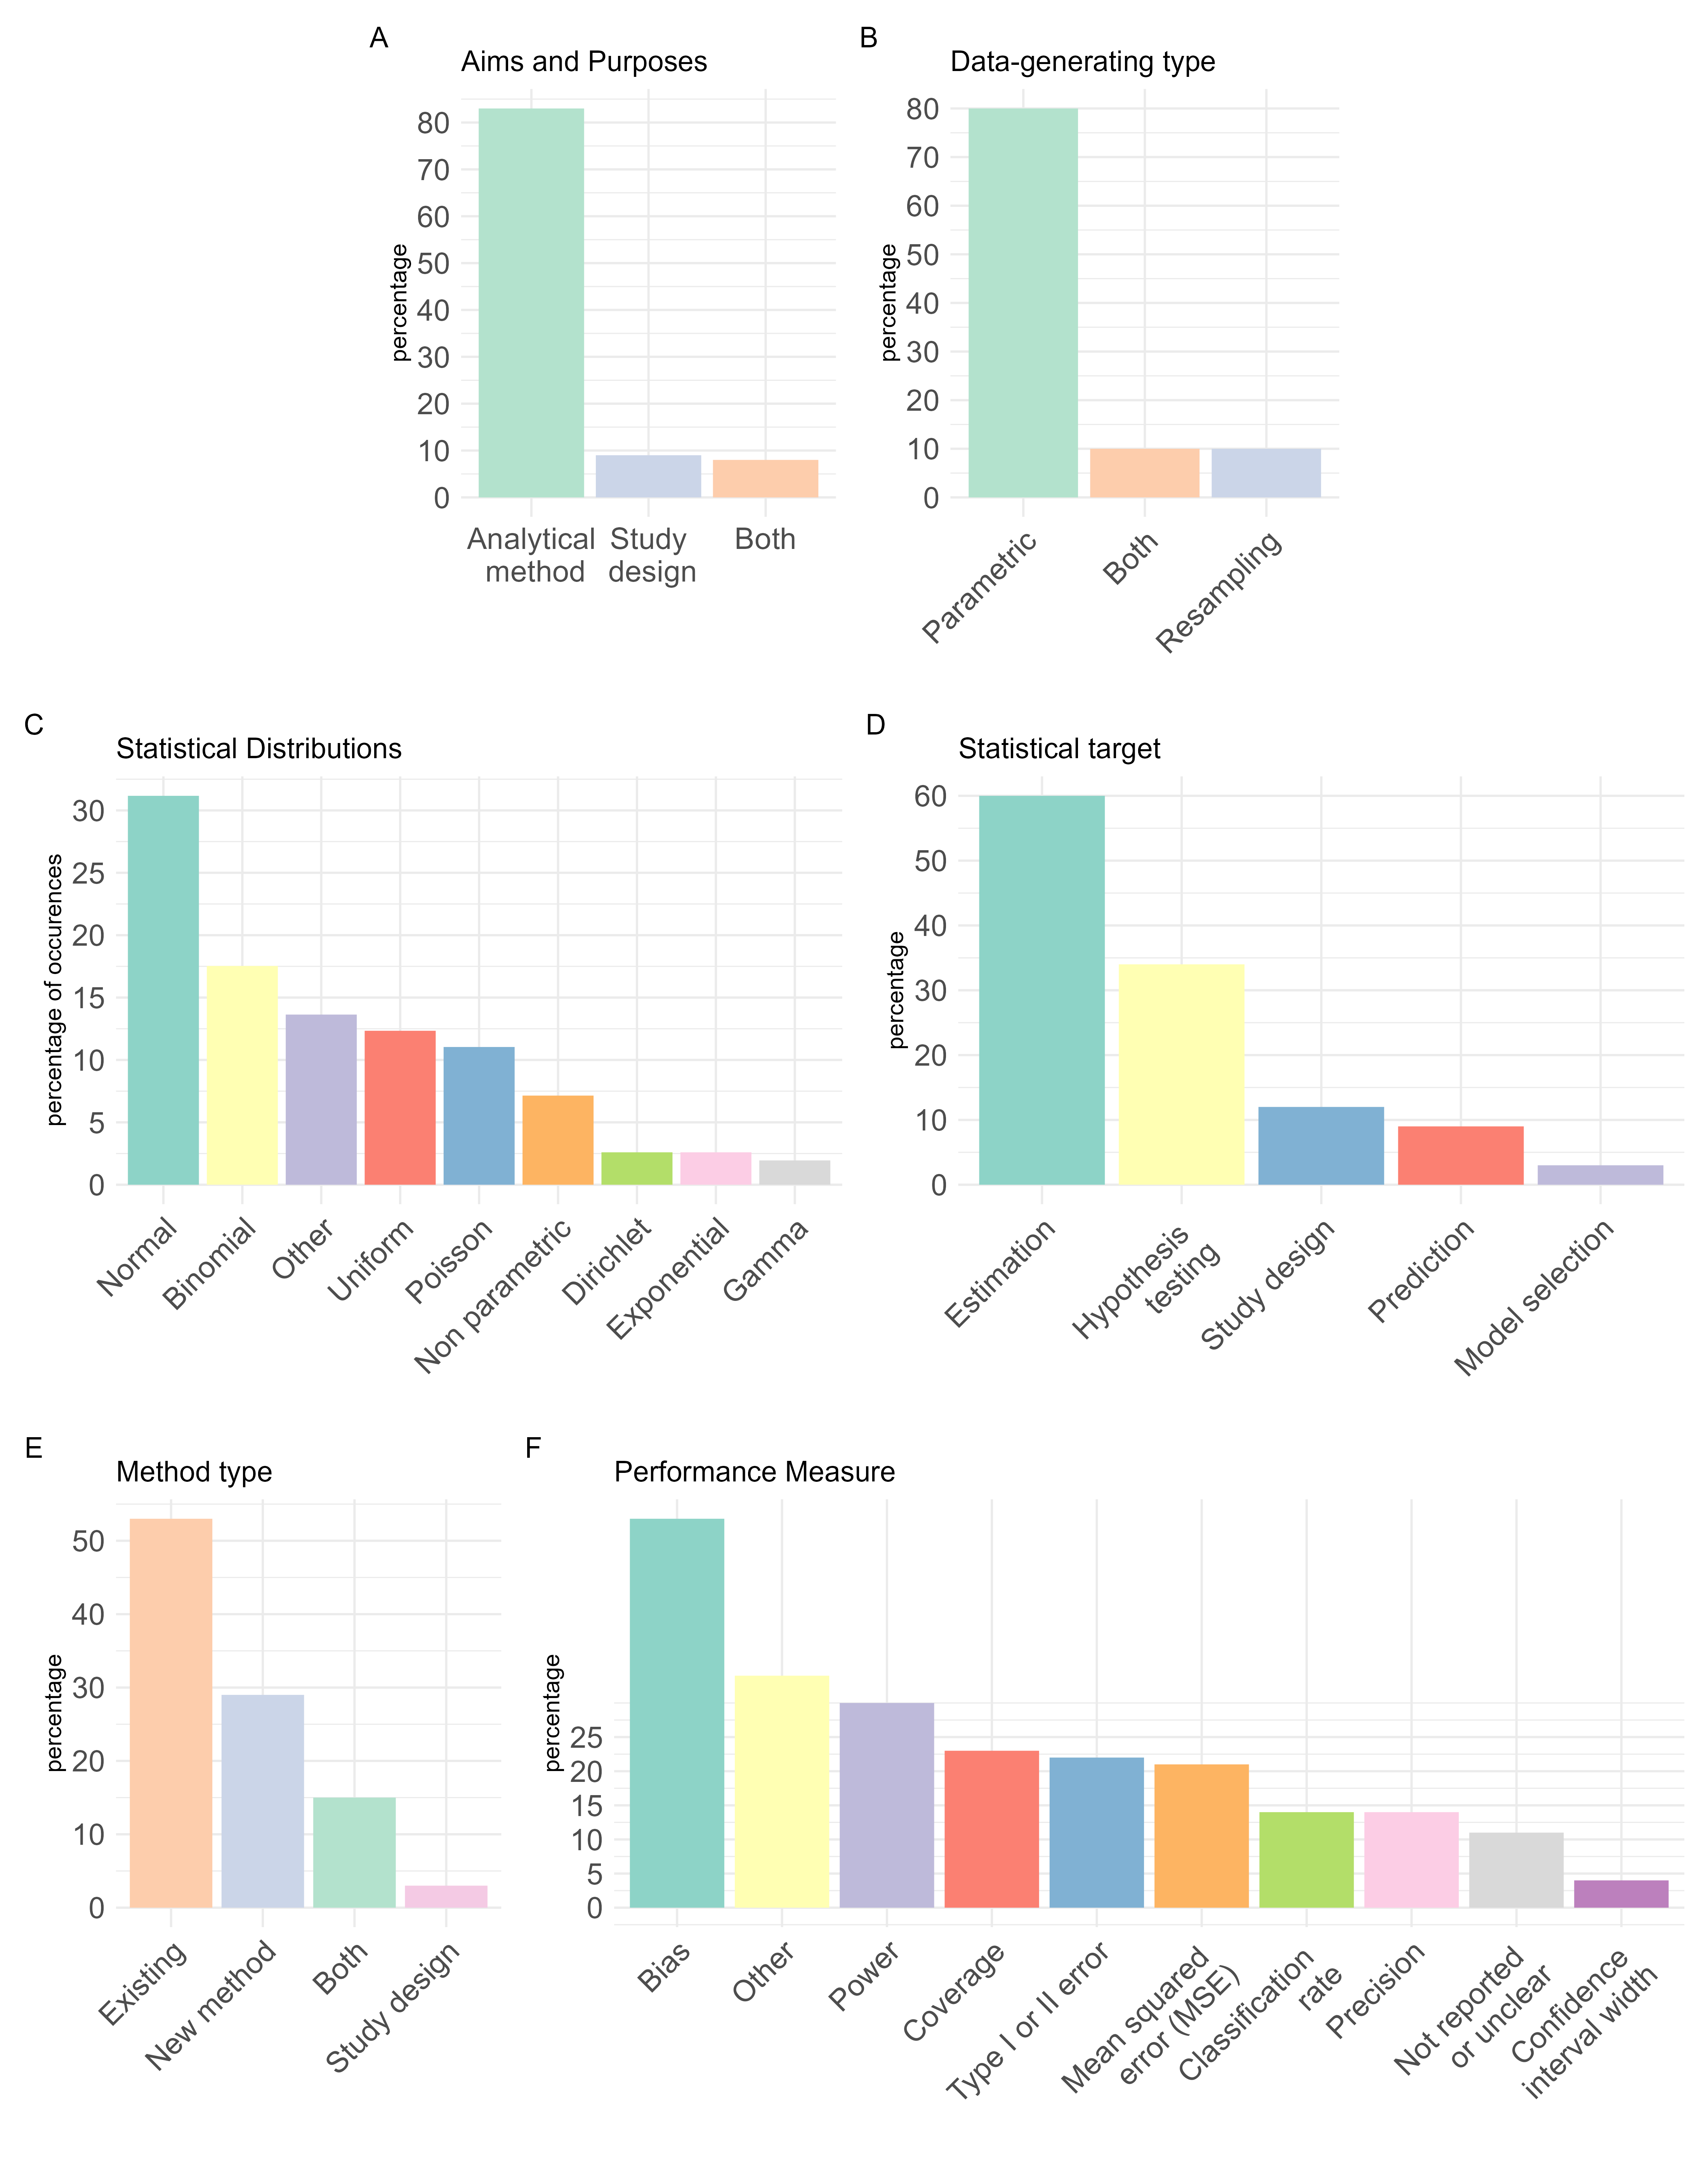 A
Aims and Purposes
percentage
80
70
60
50
40
30
20
10
0
Analytical
method
Study
design
Both
B
Data-generating type
percentage
80
70
60
50
40
30
20
10
0
Parametric
Both
Resampling
C
Statistical Distributions
percentage of occurences
30
25
20
15
10
5
0
Normal
Binomial
Other
Uniform
Poisson
Non parametric
Dirichlet
Exponential
Gamma
D
Statistical target
percentage
60
50
40
30
20
10
0
Estimation
Hypothesis
testing
Study design
Prediction
Model selection
E
Method type
percentage
50
40
30
20
10
0
Existing
New method
Both
Study design
F
Performance Measure
percentage
25
20
15
10
5
0
Bias
Other
Power
Coverage
Type I or II error
Mean squared
error (MSE)
Classification
rate
Precision
Not reported
or unclear
Confidence
interval width